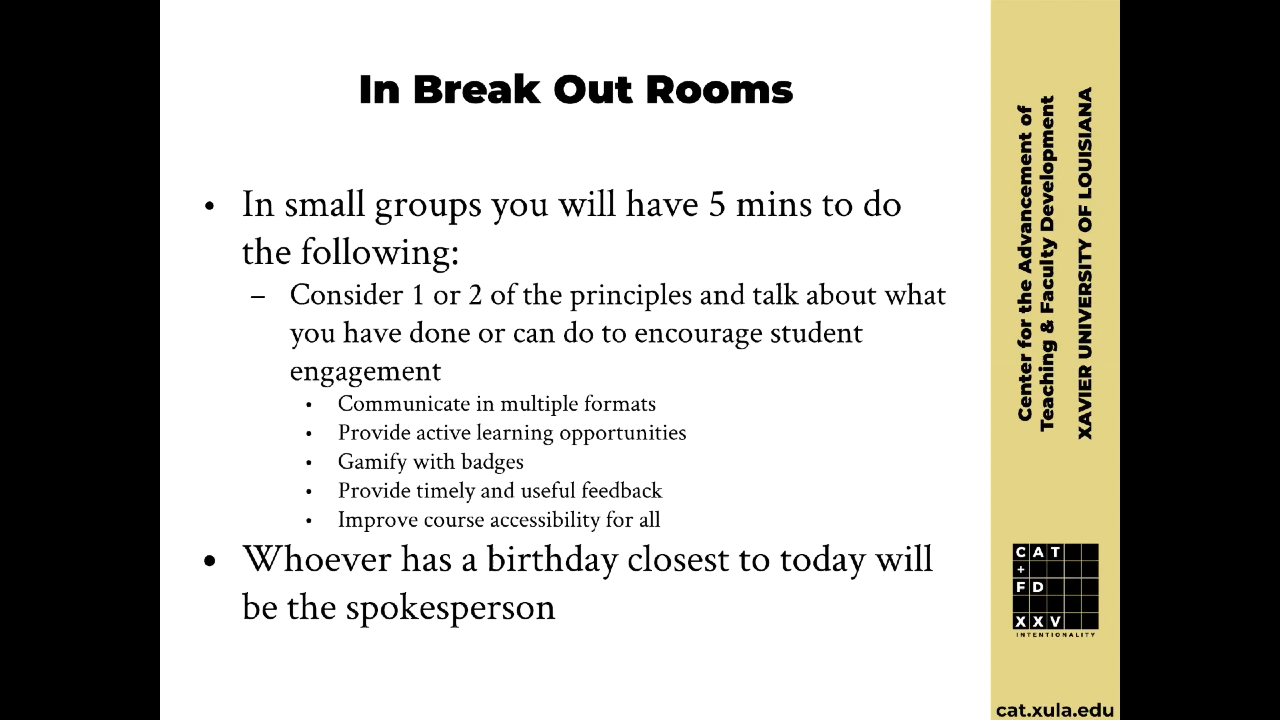 In Break Out Rooms
• In small groups you will have 5 mins to do
the following:
– Consider 1 or 2 of the principles and talk about what
you have done or can do to encourage student
engagement
• Communicate in multiple formats
• Provide active learning opportunities
• Gamify with badges
• Provide timely and useful feedback
• Improve course accessibility for all
• Whoever has a birthday closest to today will
be the spokesperson
Center for the Advancement of
Teaching & Faculty Development
XAVIER UNIVERSITY OF LOUISIANA
CAT
+
FD
XXV
INTENTIONALITY
cat.xula.edu